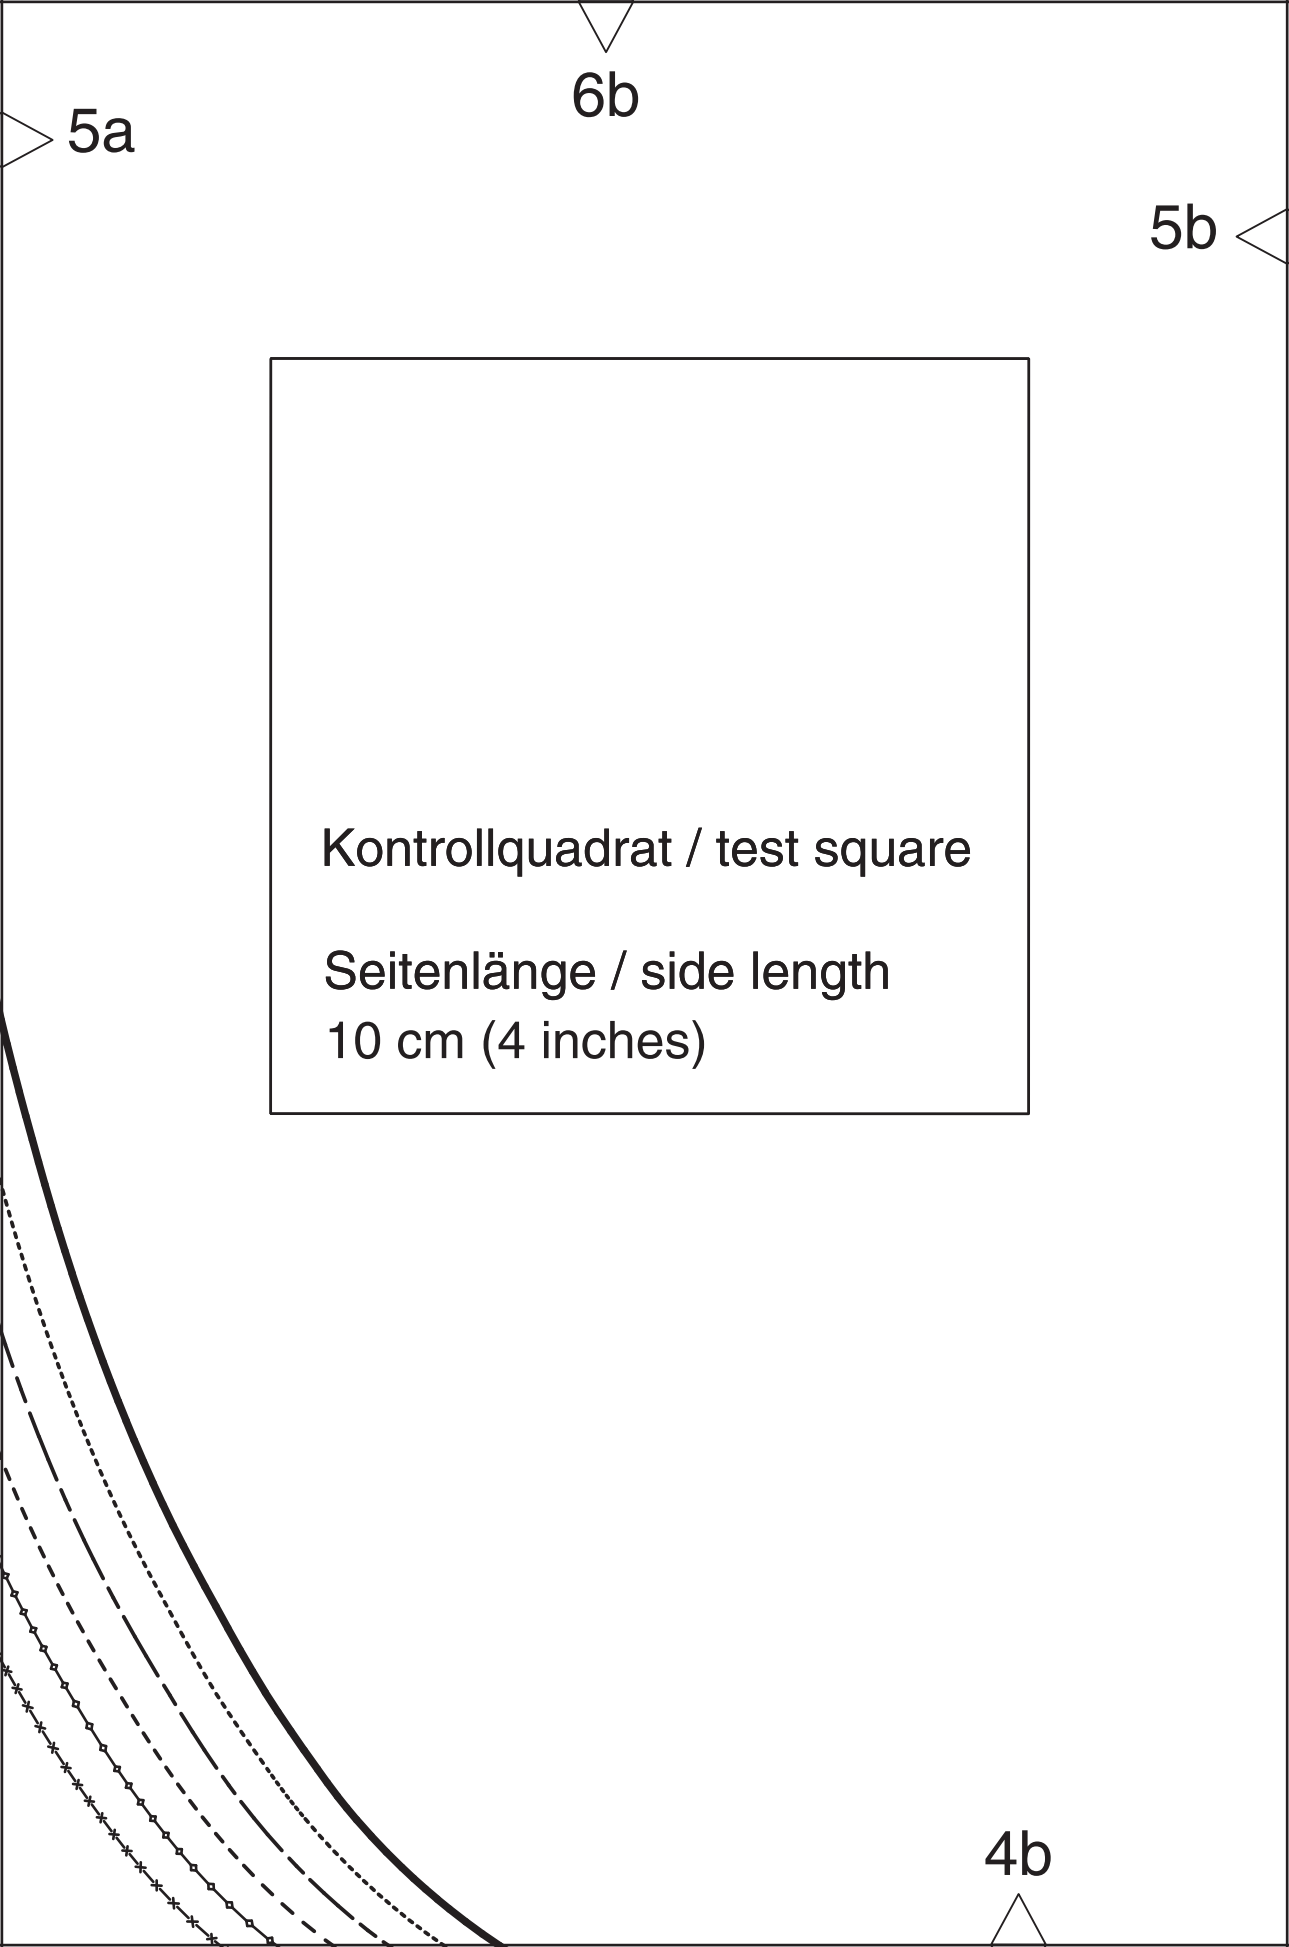 6b
5a
5b
Kontrollquadrat / test square
Seitenlänge / side length
10 cm (4 inches)
4b